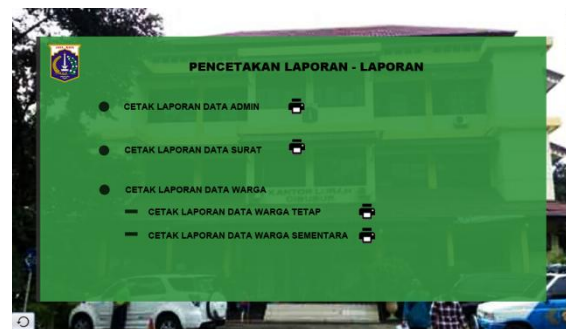 PENCETAKAN LAPORAN - LAPORAN
CETAK LAPORAN DATA ADMIN
CETAK LAPORAN DATA SURAT
CETAK LAPORAN DATA WARGA
CETAK LAPORAN DATA WARGA TETAP
CETAK LAPORAN DATA WARGA SEMENTARA